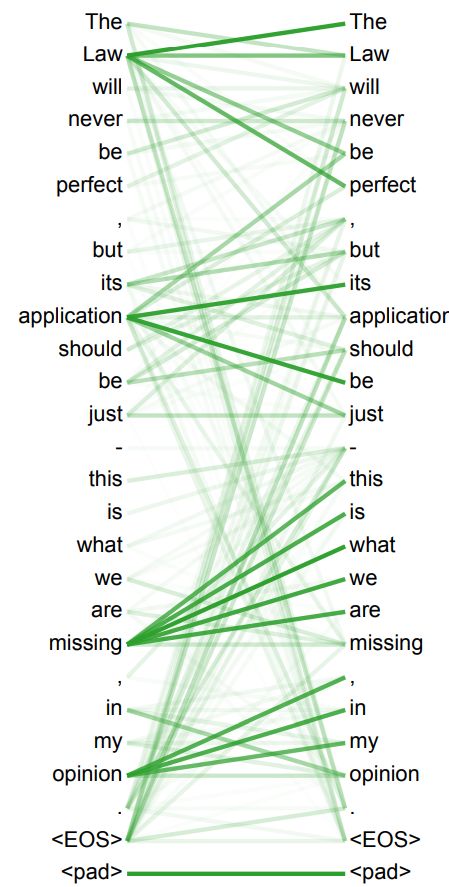 The The
Law Law
will will
never never
be be
perfect perfect
, ,
but but
its its
application application
should should
be be
just just
- -
this this
is is
what what
we we
are are
missing missing
, ,
in in
my my
opinion opinion
. .
<EOS> <EOS>
<pad> <pad>